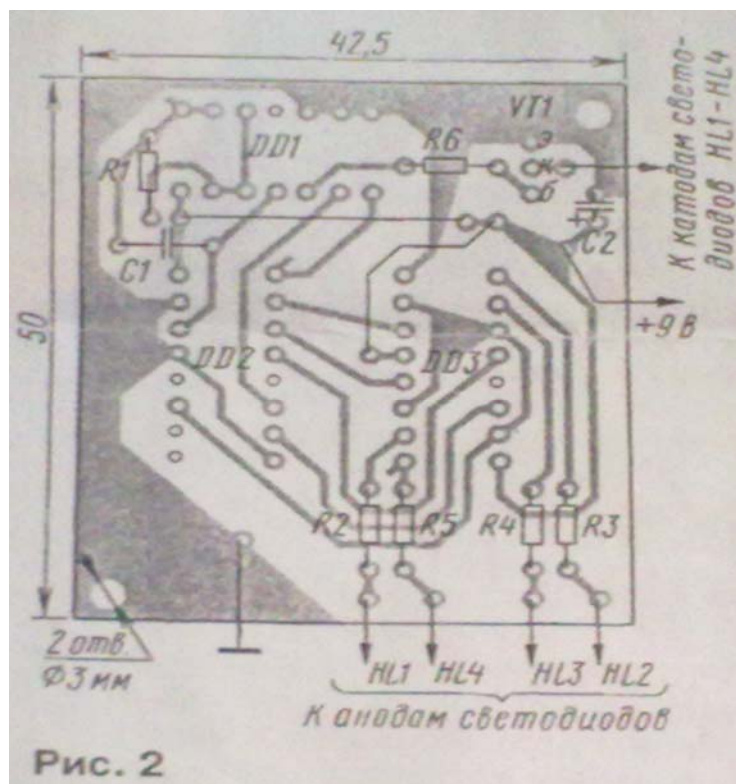 42,5
50
VT1
э
к
б
R6
DD1
R1
C1
+
C2
К катодам свето-
диодов HL1-HL4
+9 В
DD2
DD3
R2
R5
R4
R3
2 отв.
Ф3 мм
HL1 HL4 HL3 HL2
К анодам светодиодов
Рис. 2